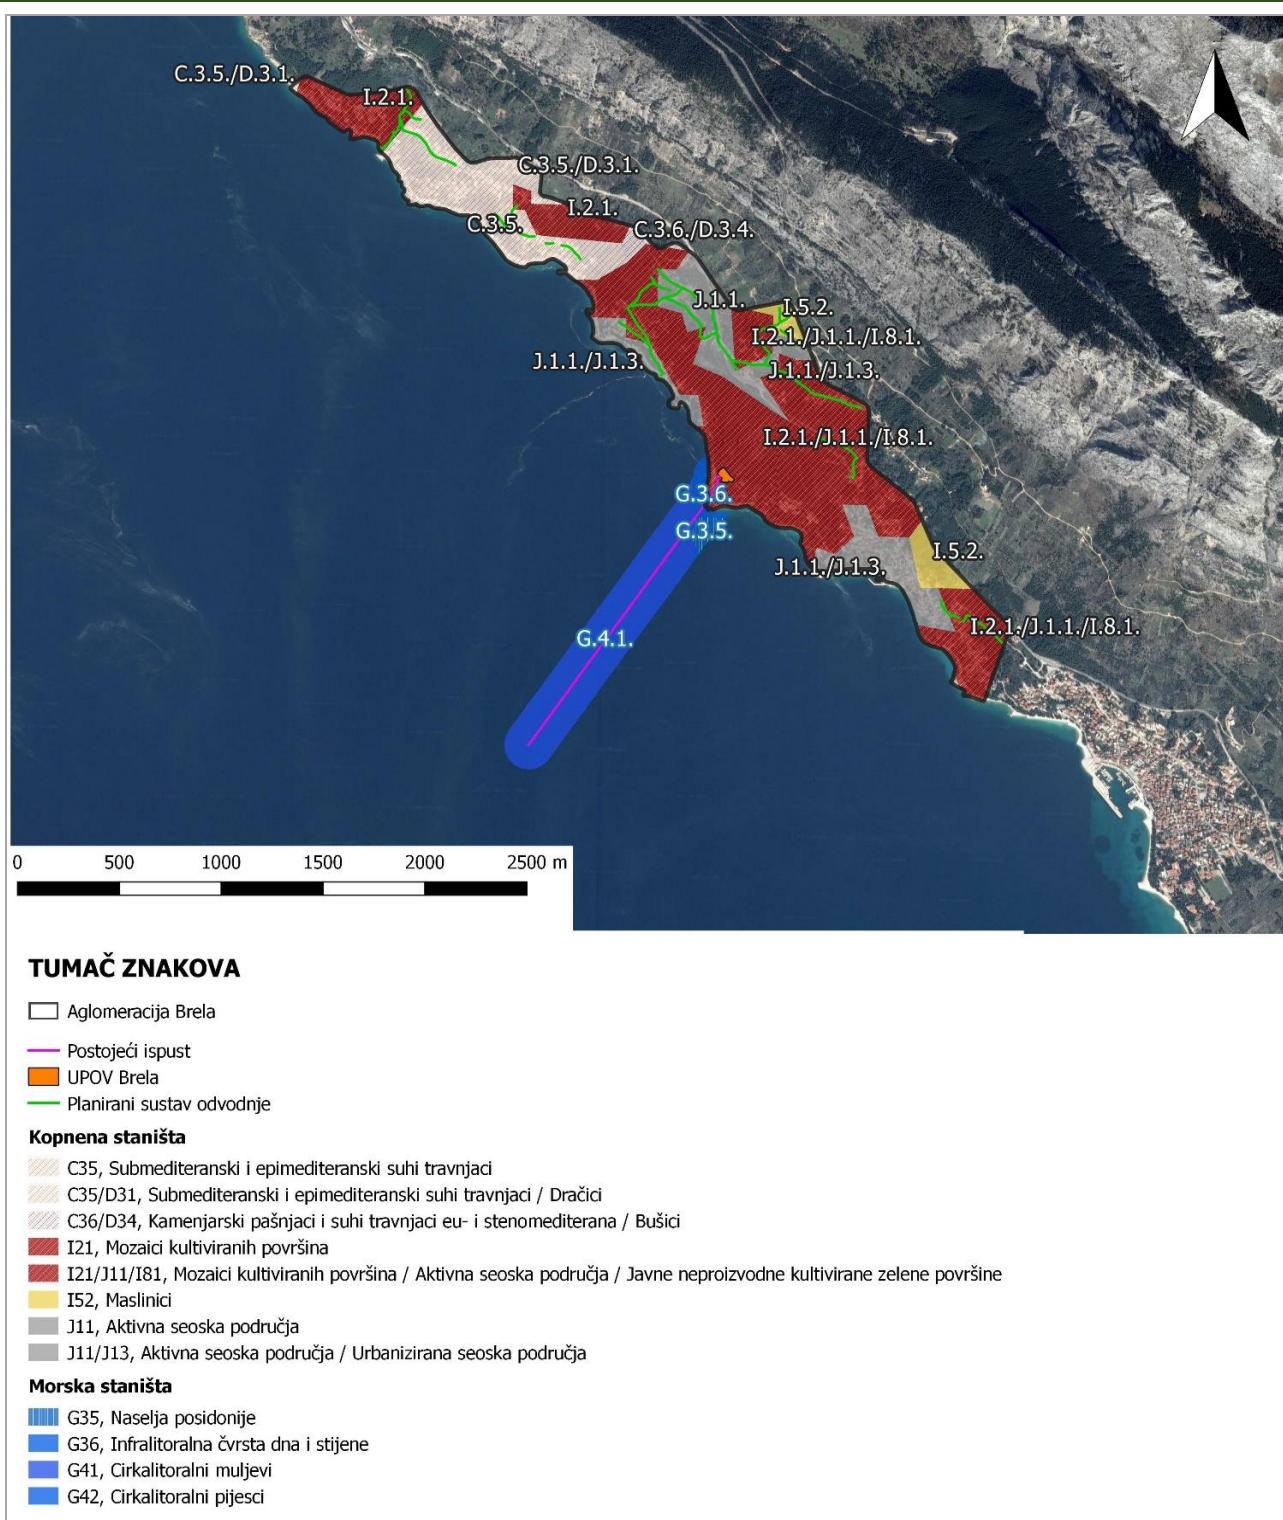 C.3.5./D.3.1.
I.2.1.
C.3.5./D.3.1.
I.2.1.
C.3.5.
C.3.6./D.3.4.
J.1.1.
I.5.2.
I.2.1./J.1.1./I.8.1.
J.1.1./J.1.3.
J.1.1./J.1.3.
I.2.1./J.1.1./I.8.1.
G.3.6.
G.3.5.
I.5.2.
J.1.1./J.1.3.
I.2.1./J.1.1./I.8.1.
G.4.1.
0 500 1000 1500 2000 2500 m
TUMAČ ZNAKOVA
Aglomeracija Brela
Postojeći ispust
UPOV Brela
Planirani sustav odvodnje
Kopnena staništa
C35, Submediteranski i epimediteranski suhi travnjaci
C35/D31, Submediteranski i epimediteranski suhi travnjaci / Dračici
C36/D34, Kamenjarski pašnjaci i suhi travnjaci eu- i stenomediterana / Bušici
I21, Mozaici kultiviranih površina
I21/J11/I81, Mozaici kultiviranih površina / Aktivna seoska područja / Javne neproizvodne kultivirane zelene površine
I52, Maslinici
J11, Aktivna seoska područja
J11/J13, Aktivna seoska područja / Urbanizirana seoska područja
Morska staništa
G35, Naselja posidonije
G36, Infralitoralna čvrsta dna i stijene
G41, Cirkalitoralni muljevi
G42, Cirkalitoralni pijesci